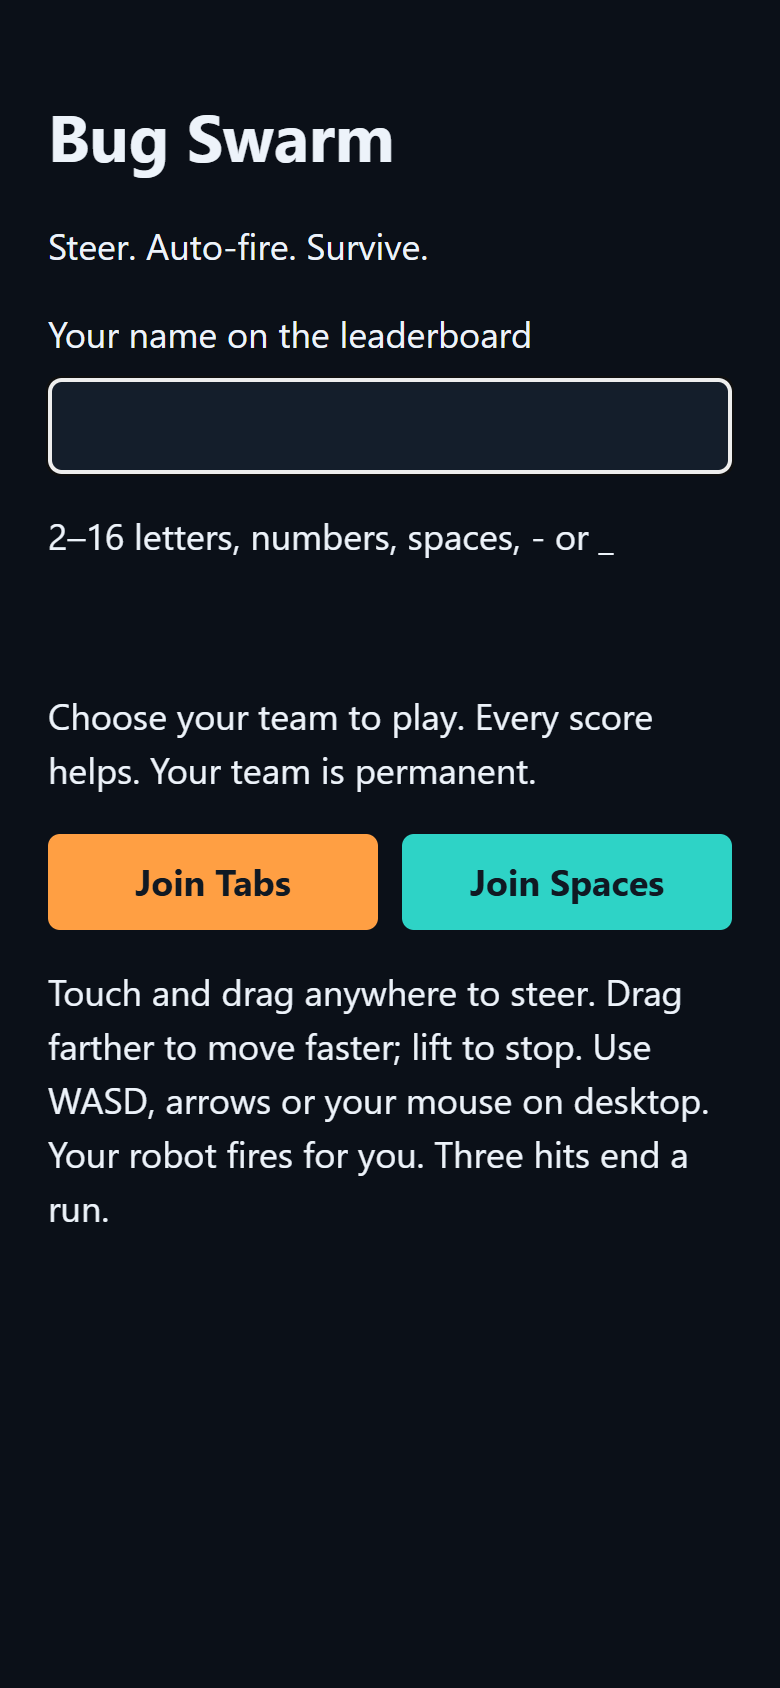 Bug Swarm
Steer. Auto-fire. Survive.
Your name on the leaderboard
2–16 letters, numbers, spaces, - or _
Choose your team to play. Every score
helps. Your team is permanent.
Join Tabs
Join Spaces
Touch and drag anywhere to steer. Drag
farther to move faster; lift to stop. Use
WASD, arrows or your mouse on desktop.
Your robot fires for you. Three hits end a
run.